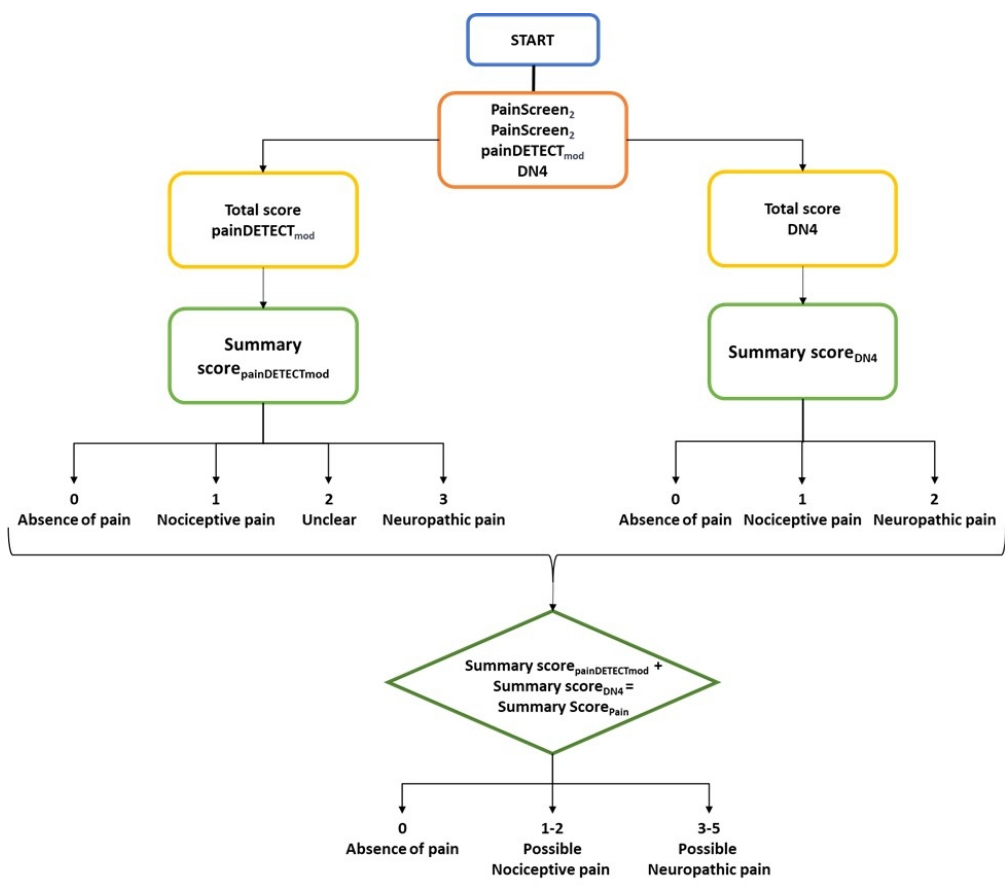 START
PainScreen₂
PainScreen₂
painDETECTmod
DN4
Total score
painDETECTmod
Total score
DN4
Summary
scorepainDETECTmod
Summary scoreDN4
0
Absence of pain
1
Nociceptive pain
2
Unclear
3
Neuropathic pain
0
Absence of pain
1
Nociceptive pain
2
Neuropathic pain
Summary scorepainDETECTmod +
Summary scoreDN4 =
Summary ScorePain
0
Absence of pain
1-2
Possible
Nociceptive pain
3-5
Possible
Neuropathic pain